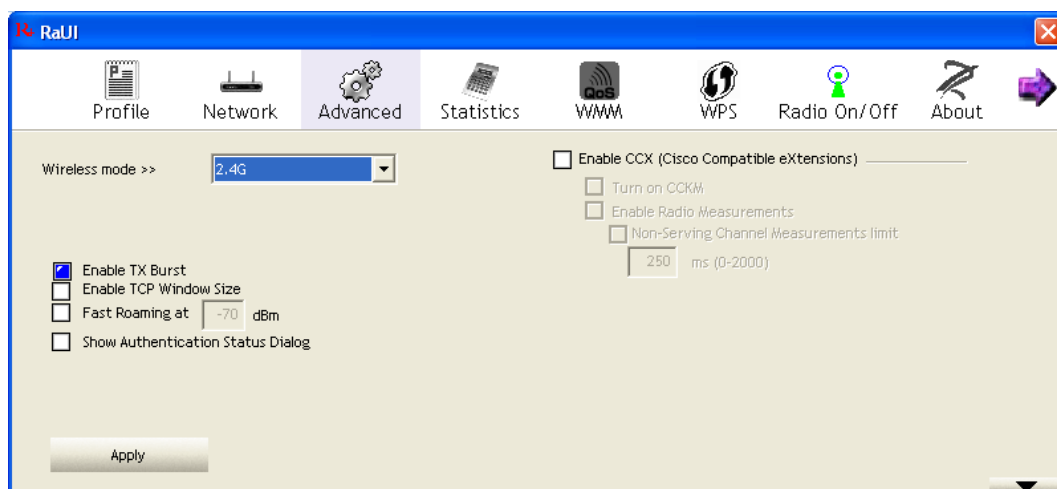 RaUI
Profile Network Advanced Statistics WMM WPS Radio On/Off About
P
QoS
Wireless mode >> 2.4G
Enable CCX (Cisco Compatible eXtensions)
Turn on CCKM
Enable Radio Measurements
Non-Serving Channel Measurements limit
250 ms (0-2000)
Enable TX Burst
Enable TCP Window Size
Fast Roaming at -70 dBm
Show Authentication Status Dialog
Apply